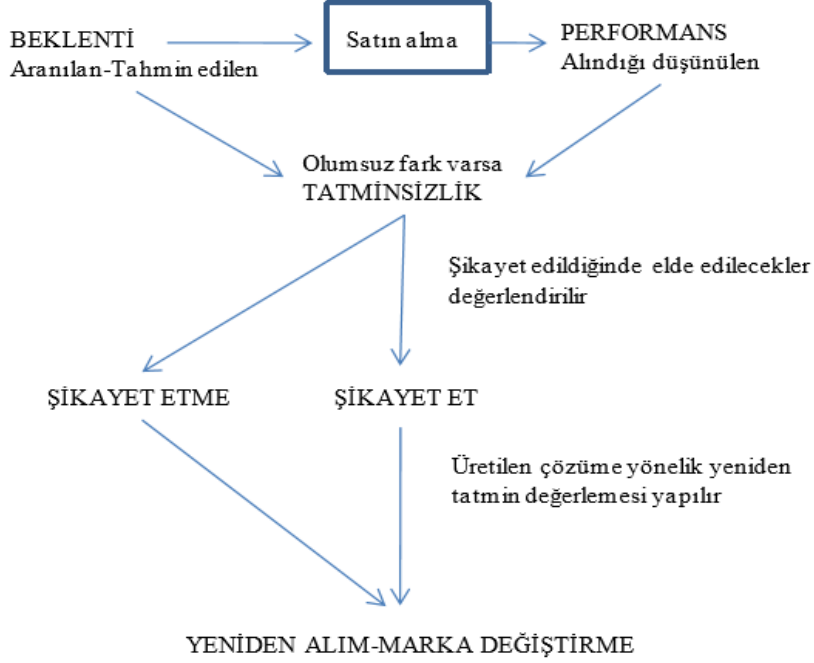 BEKLENTİ
Aranılan-Tahmin edilen
Satın alma
PERFORMANS
Alındığı düşünülen
Olumsuz fark varsa
TATMİNSİZLİK
Şikayet edildiğinde elde edilecekler
değerlendirilir
ŞİKAYET ETME
ŞİKAYET ET
Üretilen çözüme yönelik yeniden
tatmin değerlemesi yapılır
YENİDEN ALIM-MARKA DEĞİŞTİRME